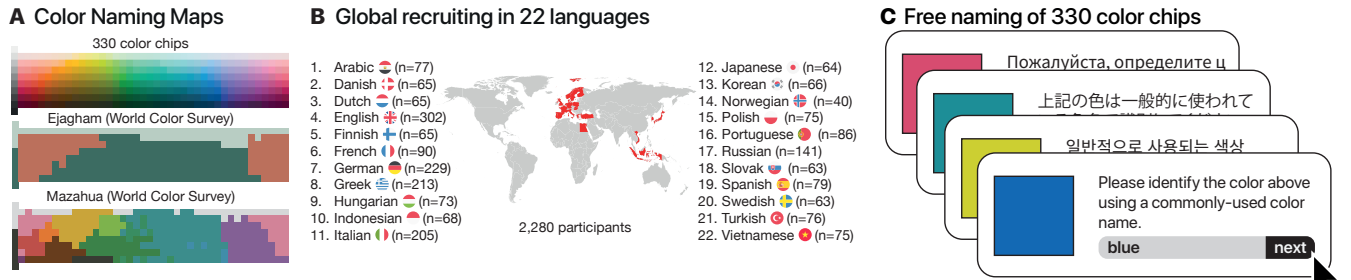 A Color Naming Maps
330 color chips
Ejagham (World Color Survey)
Mazahua (World Color Survey)
B Global recruiting in 22 languages
1. Arabic (n=77)
2. Danish (n=65)
3. Dutch (n=65)
4. English (n=302)
5. Finnish (n=65)
6. French (n=90)
7. German (n=229)
8. Greek (n=213)
9. Hungarian (n=73)
10. Indonesian (n=68)
11. Italian (n=205)
2,280 participants
12. Japanese (n=64)
13. Korean (n=66)
14. Norwegian (n=40)
15. Polish (n=75)
16. Portuguese (n=86)
17. Russian (n=141)
18. Slovak (n=63)
19. Spanish (n=79)
20. Swedish (n=63)
21. Turkish (n=76)
22. Vietnamese (n=75)
C Free naming of 330 color chips
Пожалуйста, определите ц
上記の色は一般的に使われて
일반적으로 사용되는 색상
Please identify the color above
using a commonly-used color
name.
blue next